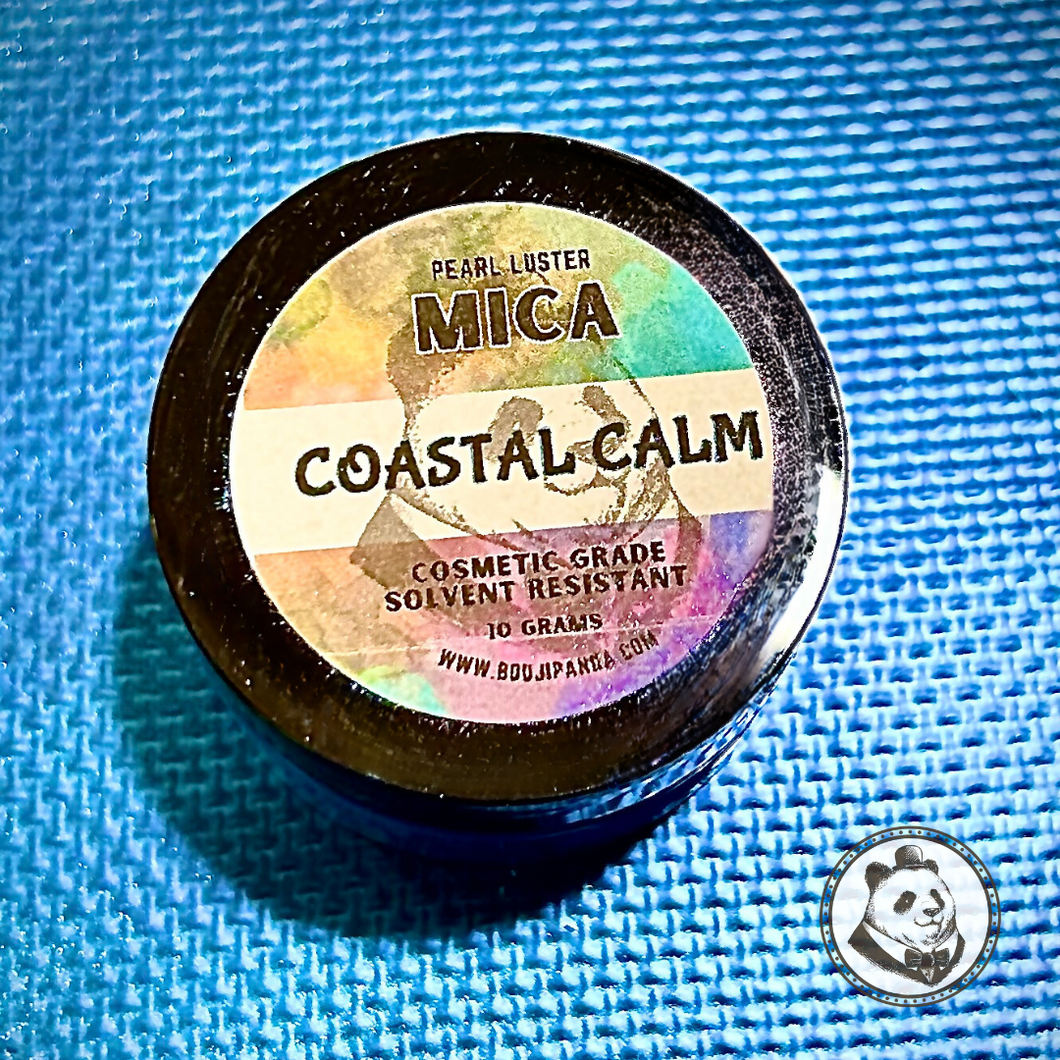 PEARL LUSTER
MICA
COASTAL CALM
COSMETIC GRADE
SOLVENT RESISTANT
10 GRAMS
WWW.BOUJIPANDA.COM